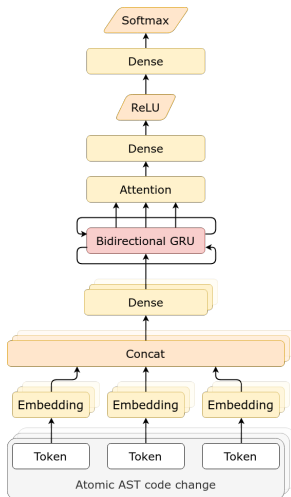 Softmax
Dense
ReLU
Dense
Attention
Bidirectional GRU
Dense
Concat
Embedding Embedding Embedding
Token Token Token
Atomic AST code change